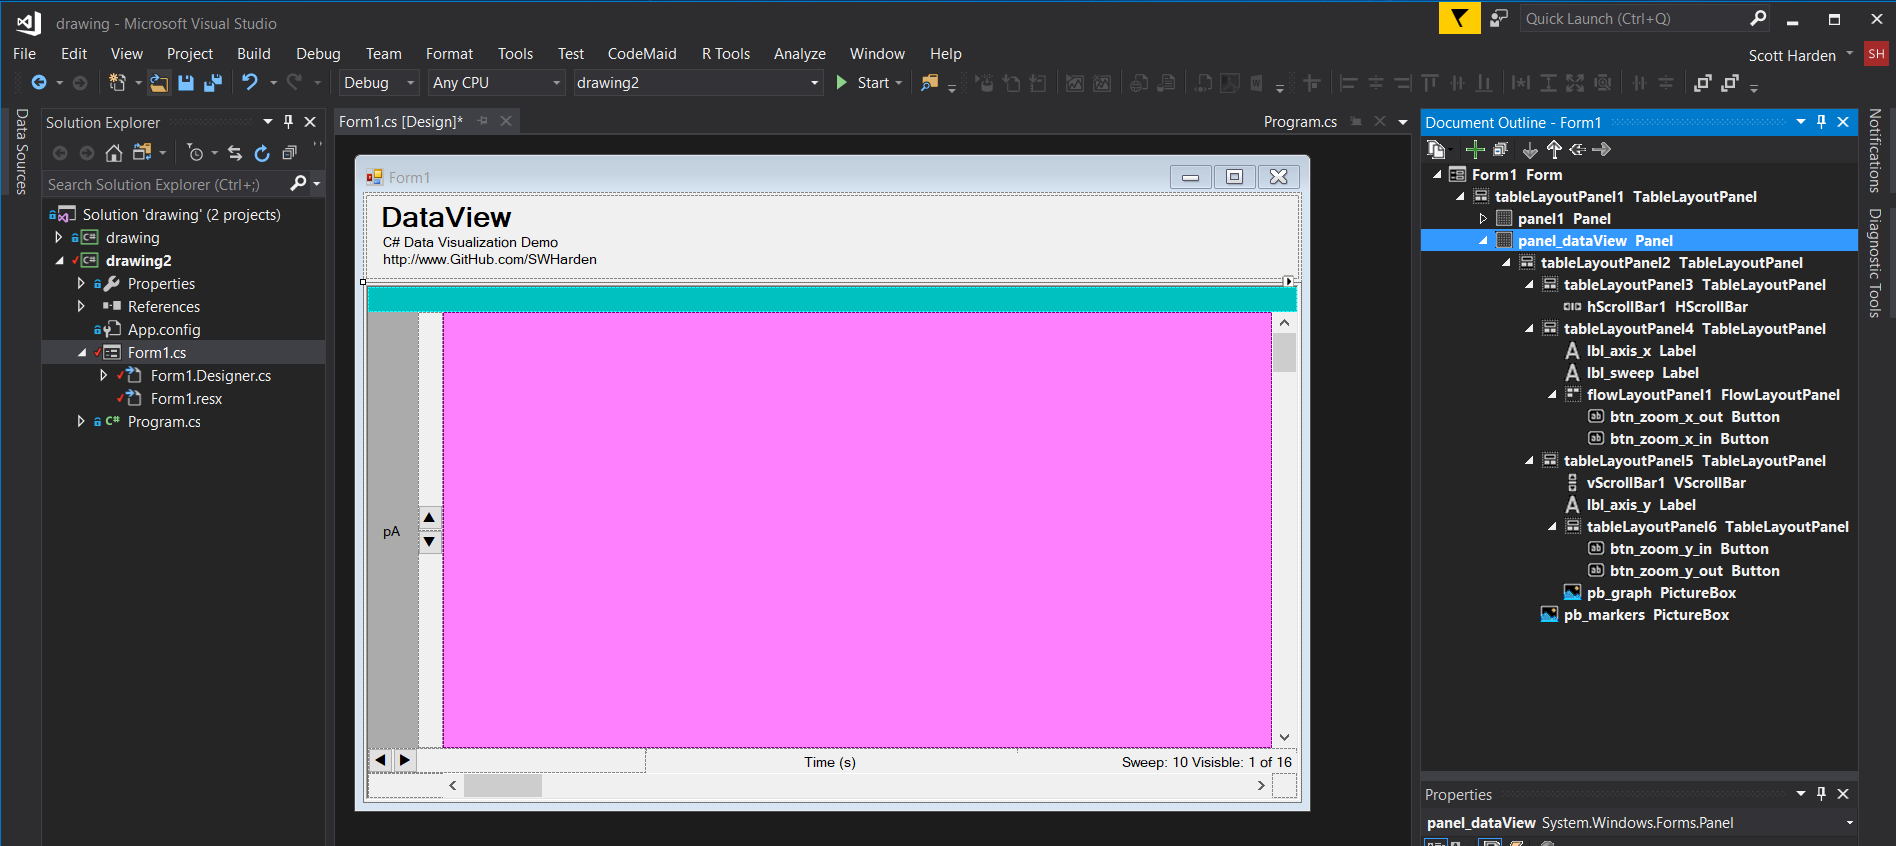 drawing - Microsoft Visual Studio
Quick Launch (Ctrl+Q)
File Edit View Project Build Debug Team Format Tools Test CodeMaid R Tools Analyze Window Help
Scott Harden SH
Debug Any CPU drawing2 Start
Data Sources
Solution Explorer
Search Solution Explorer (Ctrl+;)
Solution 'drawing' (2 projects)
drawing
drawing2
Properties
References
App.config
Form1.cs
Form1.Designer.cs
Form1.resx
Program.cs
Form1.cs [Design]*
Program.cs
Form1
DataView
C# Data Visualization Demo
http://www.GitHub.com/SWHarden
pA
Time (s)
Sweep: 10 Visisble: 1 of 16
Document Outline - Form1
Form1 Form
tableLayoutPanel1 TableLayoutPanel
panel1 Panel
panel_dataView Panel
tableLayoutPanel2 TableLayoutPanel
tableLayoutPanel3 TableLayoutPanel
hScrollBar1 HScrollBar
tableLayoutPanel4 TableLayoutPanel
lbl_axis_x Label
lbl_sweep Label
flowLayoutPanel1 FlowLayoutPanel
btn_zoom_x_out Button
btn_zoom_x_in Button
tableLayoutPanel5 TableLayoutPanel
vScrollBar1 VScrollBar
lbl_axis_y Label
tableLayoutPanel6 TableLayoutPanel
btn_zoom_y_in Button
btn_zoom_y_out Button
pb_graph PictureBox
pb_markers PictureBox
Properties
panel_dataView System.Windows.Forms.Panel
Notifications
Diagnostic Tools